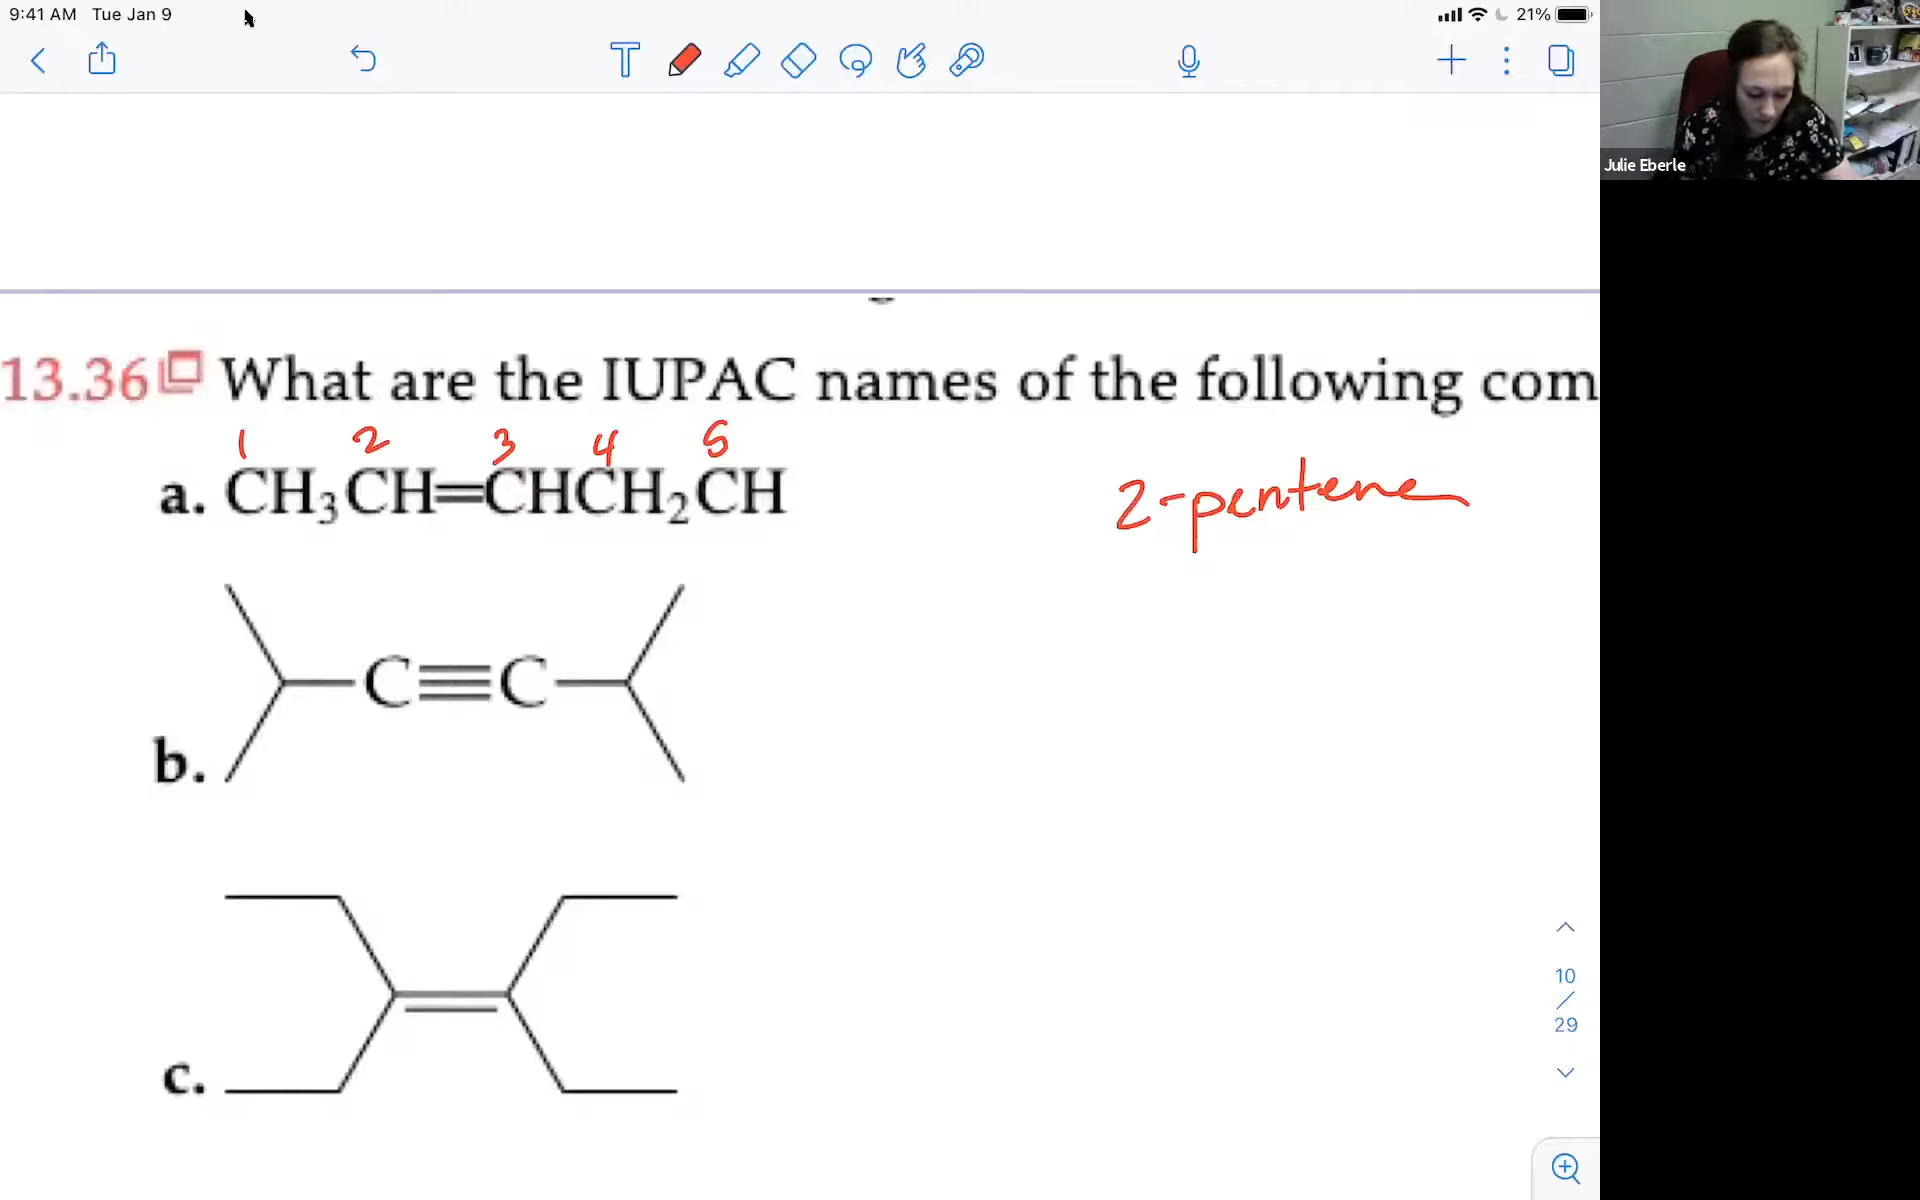 9:41 AM Tue Jan 9
21%
Julie Eberle
13.36 What are the IUPAC names of the following com
1 2 3 4 5
a. CH₃CH=CHCH₂CH
2-pentene
C≡C
b.
c.
10
/
29